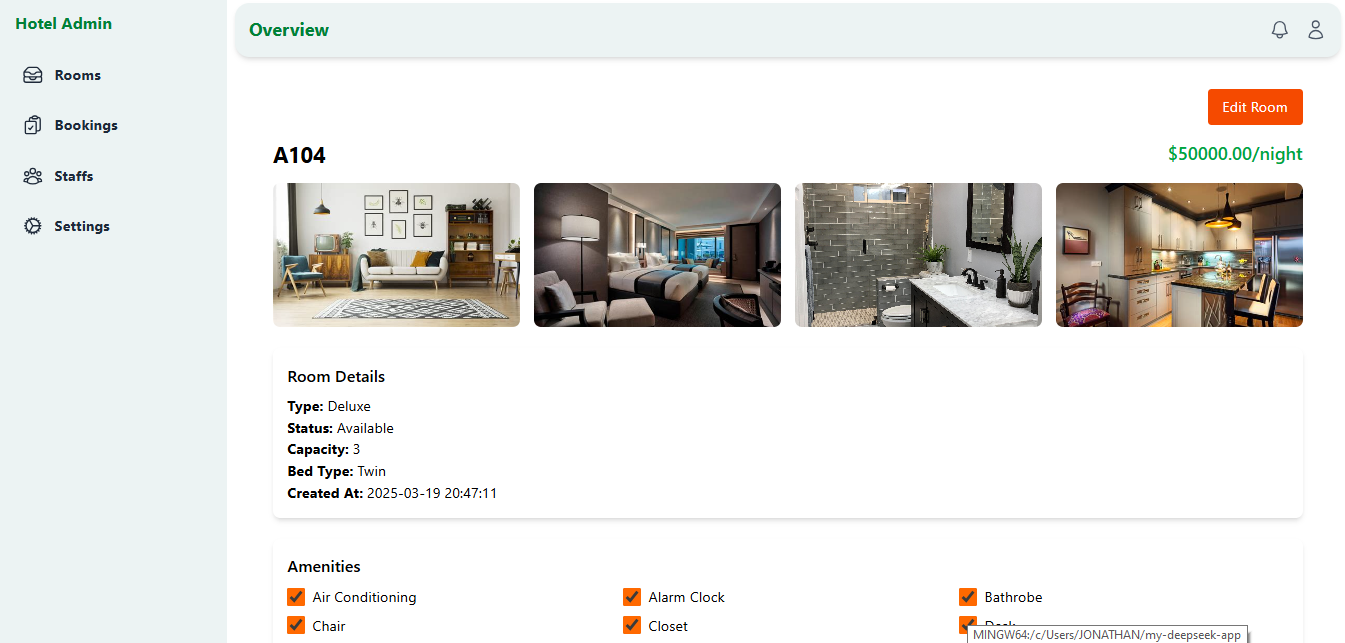 Hotel Admin
Overview
Rooms
Bookings
Staffs
Settings
Edit Room
A104
$50000.00/night
Room Details
Type: Deluxe
Status: Available
Capacity: 3
Bed Type: Twin
Created At: 2025-03-19 20:47:11
Amenities
Air Conditioning
Alarm Clock
Bathrobe
Chair
Closet
MINGW64:/c/Users/JONATHAN/my-deepseek-app